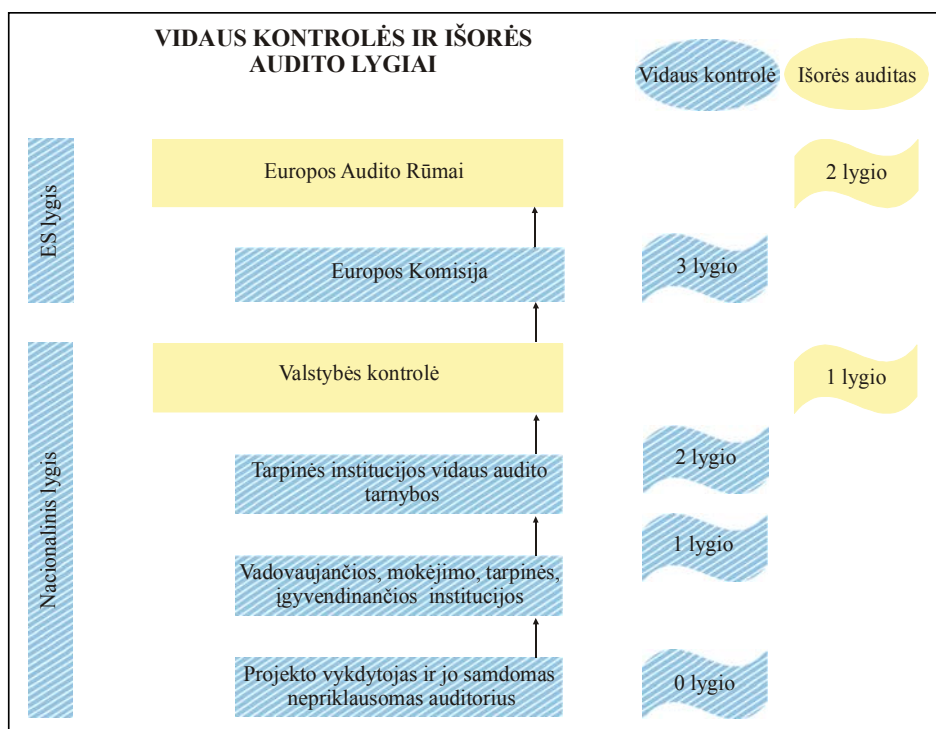 VIDAUS KONTROLĖS IR IŠORĖS
AUDITO LYGIAI
Vidaus kontrolė
Išorės auditas
ES lygis
Europos Audito Rūmai
2 lygio
Europos Komisija
3 lygio
Nacionalinis lygis
Valstybės kontrolė
1 lygio
Tarpinės institucijos vidaus audito
tarnybos
2 lygio
Vadovaujančios, mokėjimo, tarpinės,
įgyvendinančios institucijos
1 lygio
Projekto vykdytojas ir jo samdomas
nepriklausomas auditorius
0 lygio